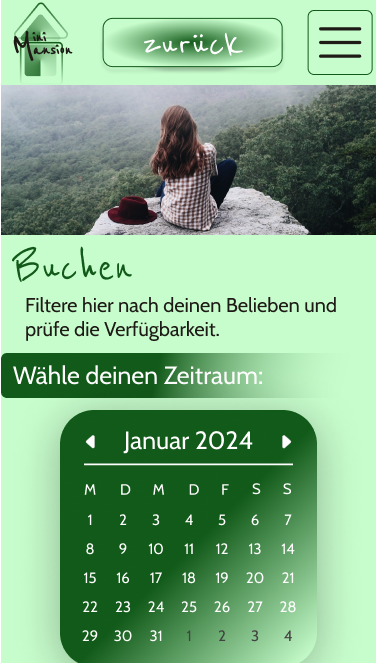 Mini
Mansion
zurück
Buchen
Filtere hier nach deinen Belieben und
prüfe die Verfügbarkeit.
Wähle deinen Zeitraum:
Januar 2024
M D M D F S S
1 2 3 4 5 6 7
8 9 10 11 12 13 14
15 16 17 18 19 20 21
22 23 24 25 26 27 28
29 30 31 1 2 3 4